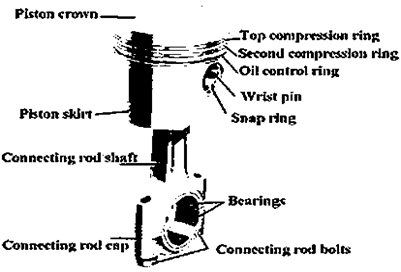 Piston crown
Top compression ring
Second compression ring
Oil control ring
Wrist pin
Piston skirt
Snap ring
Connecting rod shaft
Bearings
Connecting rod cap
Connecting rod bolts